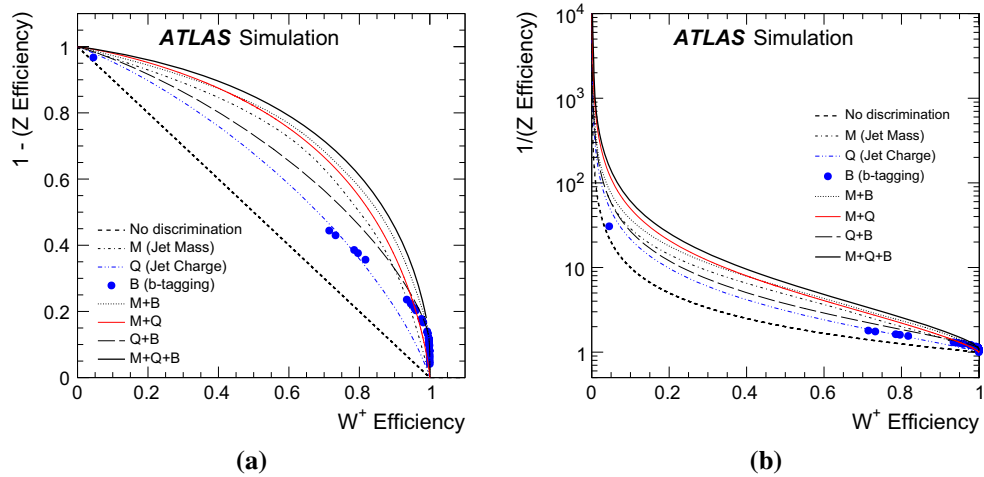 ATLAS Simulation
1 - (Z Efficiency)
1
0.8
0.6
0.4
0.2
0
No discrimination
M (Jet Mass)
Q (Jet Charge)
B (b-tagging)
M+B
M+Q
Q+B
M+Q+B
0 0.2 0.4 0.6 0.8 1
W+ Efficiency
(a)
ATLAS Simulation
1/(Z Efficiency)
10^4
10^3
10^2
10
1
No discrimination
M (Jet Mass)
Q (Jet Charge)
B (b-tagging)
M+B
M+Q
Q+B
M+Q+B
0 0.2 0.4 0.6 0.8 1
W+ Efficiency
(b)